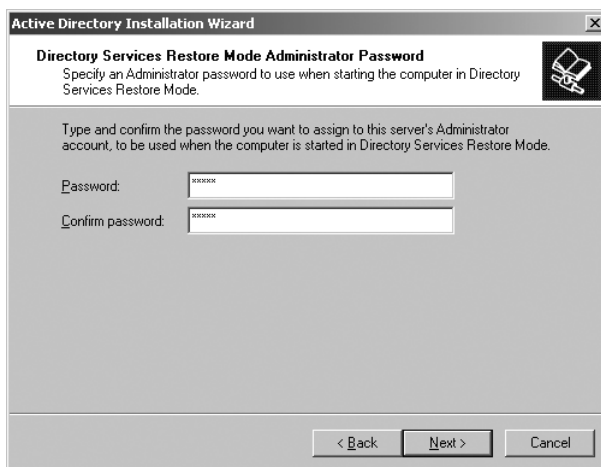 Active Directory Installation Wizard
Directory Services Restore Mode Administrator Password
Specify an Administrator password to use when starting the computer in Directory
Services Restore Mode.
Type and confirm the password you want to assign to this server's Administrator
account, to be used when the computer is started in Directory Services Restore Mode.
Password: xxxxx
Confirm password: xxxxx
< Back Next > Cancel